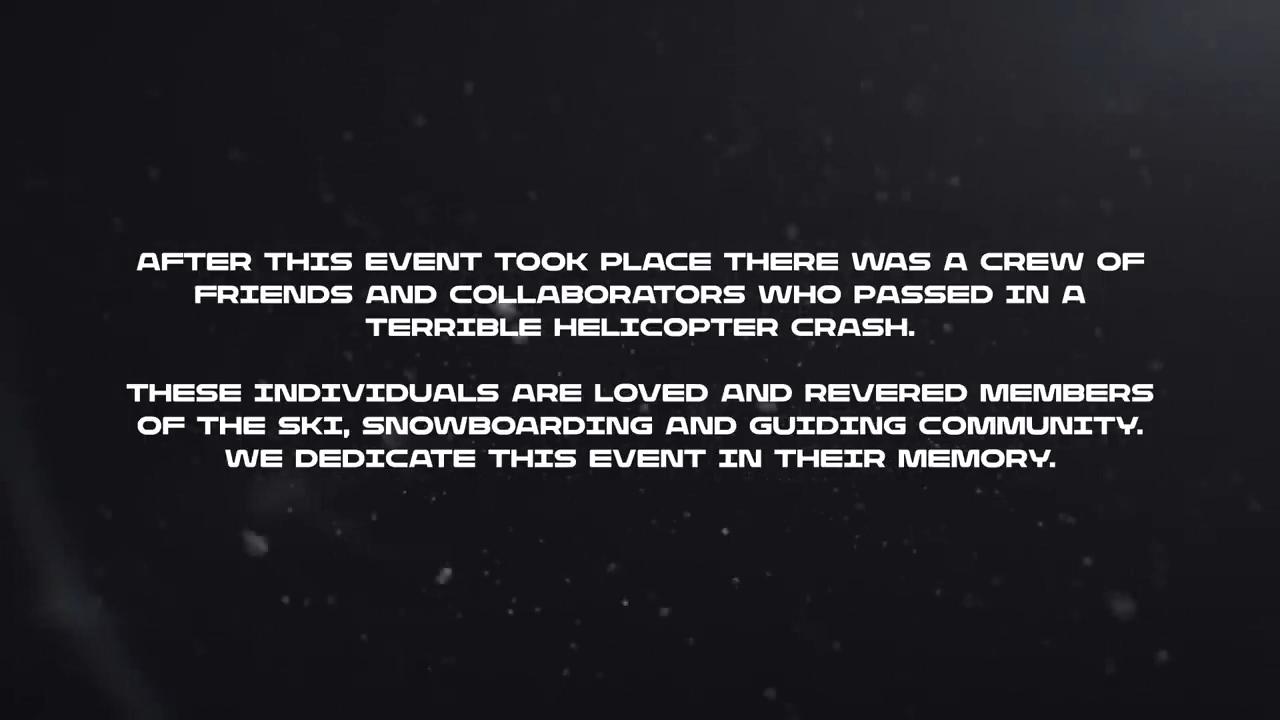 AFTER THIS EVENT TOOK PLACE THERE WAS A CREW OF
FRIENDS AND COLLABORATORS WHO PASSED IN A
TERRIBLE HELICOPTER CRASH.
THESE INDIVIDUALS ARE LOVED AND REVERED MEMBERS
OF THE SKI, SNOWBOARDING AND GUIDING COMMUNITY.
WE DEDICATE THIS EVENT IN THEIR MEMORY.